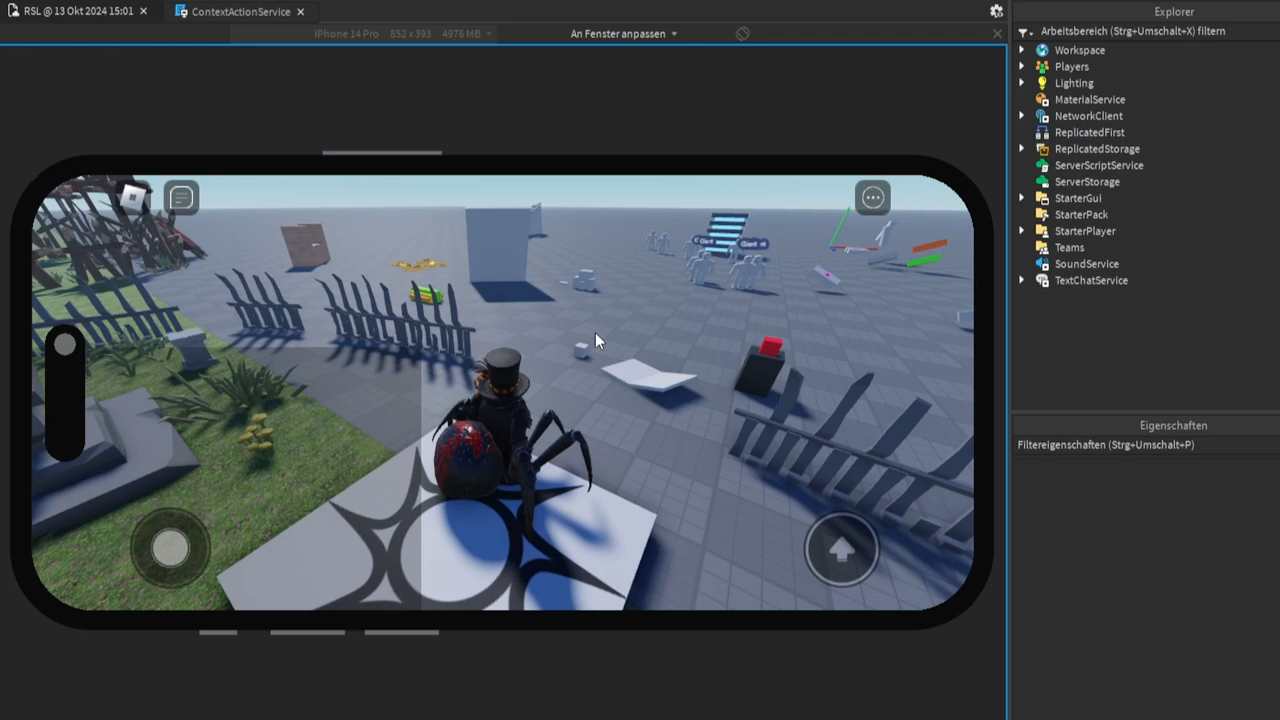 RSL @ 13 Okt 2024 15:01
ContextActionService
iPhone 14 Pro 852 x 393 4976 MB
An Fenster anpassen
Explorer
Arbeitsbereich (Strg+Umschalt+X) filtern
Workspace
Players
Lighting
MaterialService
NetworkClient
ReplicatedFirst
ReplicatedStorage
ServerScriptService
ServerStorage
StarterGui
StarterPack
StarterPlayer
Teams
SoundService
TextChatService
Eigenschaften
Filtereigenschaften (Strg+Umschalt+P)